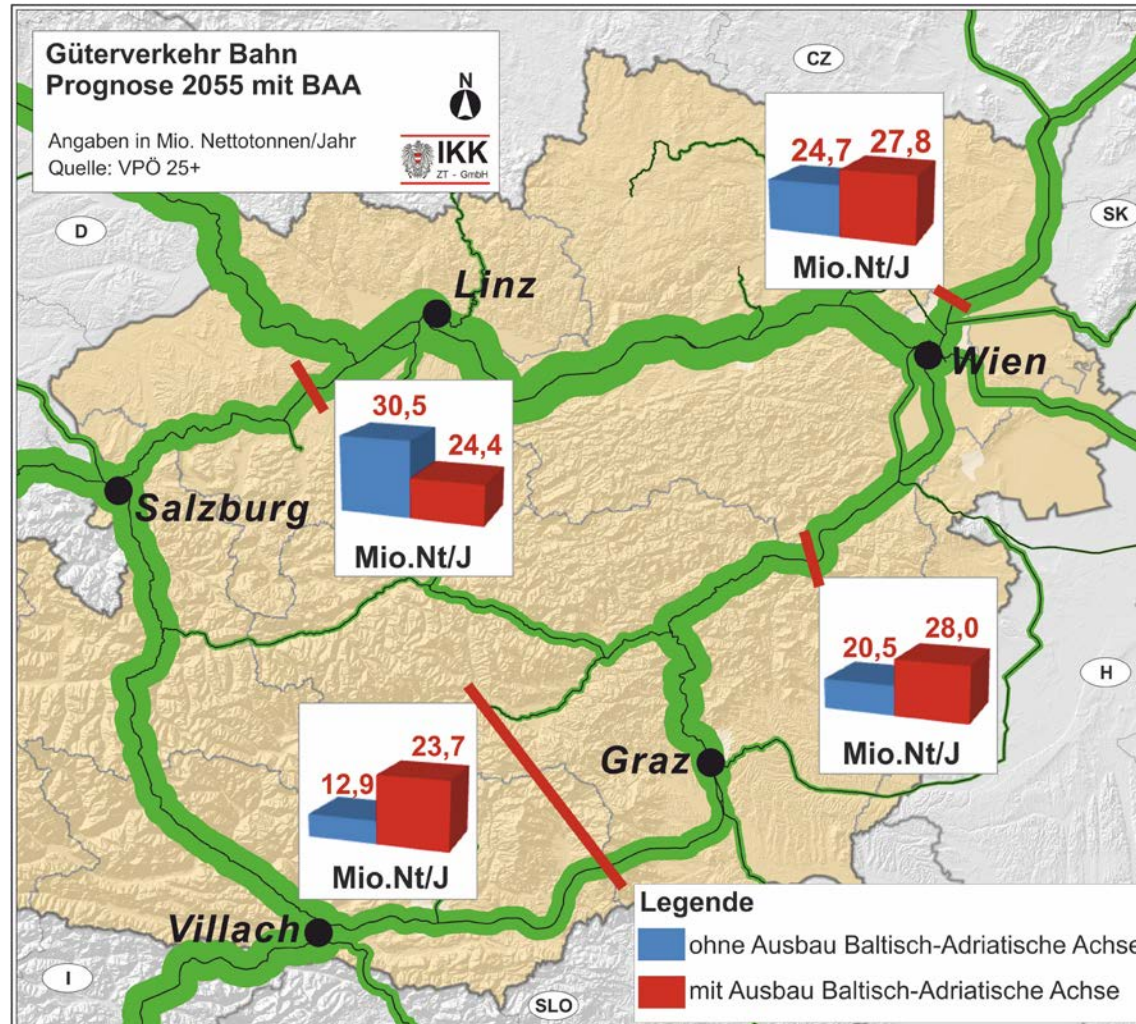 Güterverkehr Bahn
Prognose 2055 mit BAA
Angaben in Mio. Nettotonnen/Jahr
Quelle: VPÖ 25+
N
IKK
ZT - GmbH
CZ
24,7 27,8
Mio.Nt/J
D
SK
Linz
Wien
30,5
24,4
Mio.Nt/J
Salzburg
20,5 28,0
Mio.Nt/J
H
12,9 23,7
Mio.Nt/J
Graz
Villach
I
SLO
Legende
ohne Ausbau Baltisch-Adriatische Achse
mit Ausbau Baltisch-Adriatische Achse